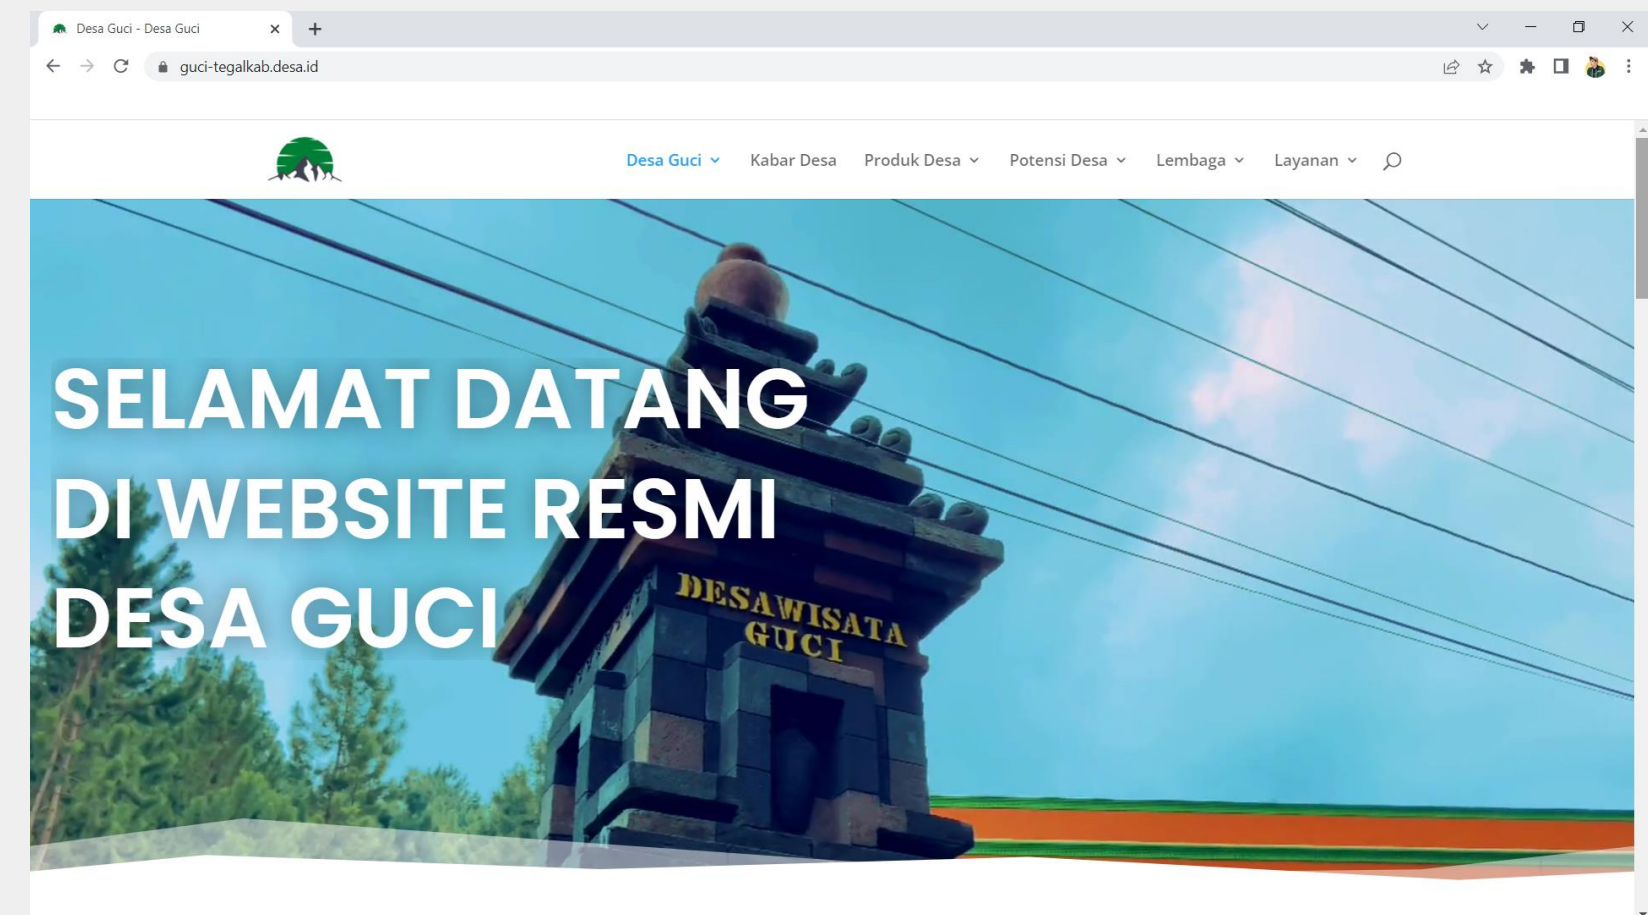 Desa Guci - Desa Guci
guci-tegalkab.desa.id
Desa Guci Kabar Desa Produk Desa Potensi Desa Lembaga Layanan
SELAMAT DATANG
DI WEBSITE RESMI
DESA GUCI
DESAWISATA
GUCI